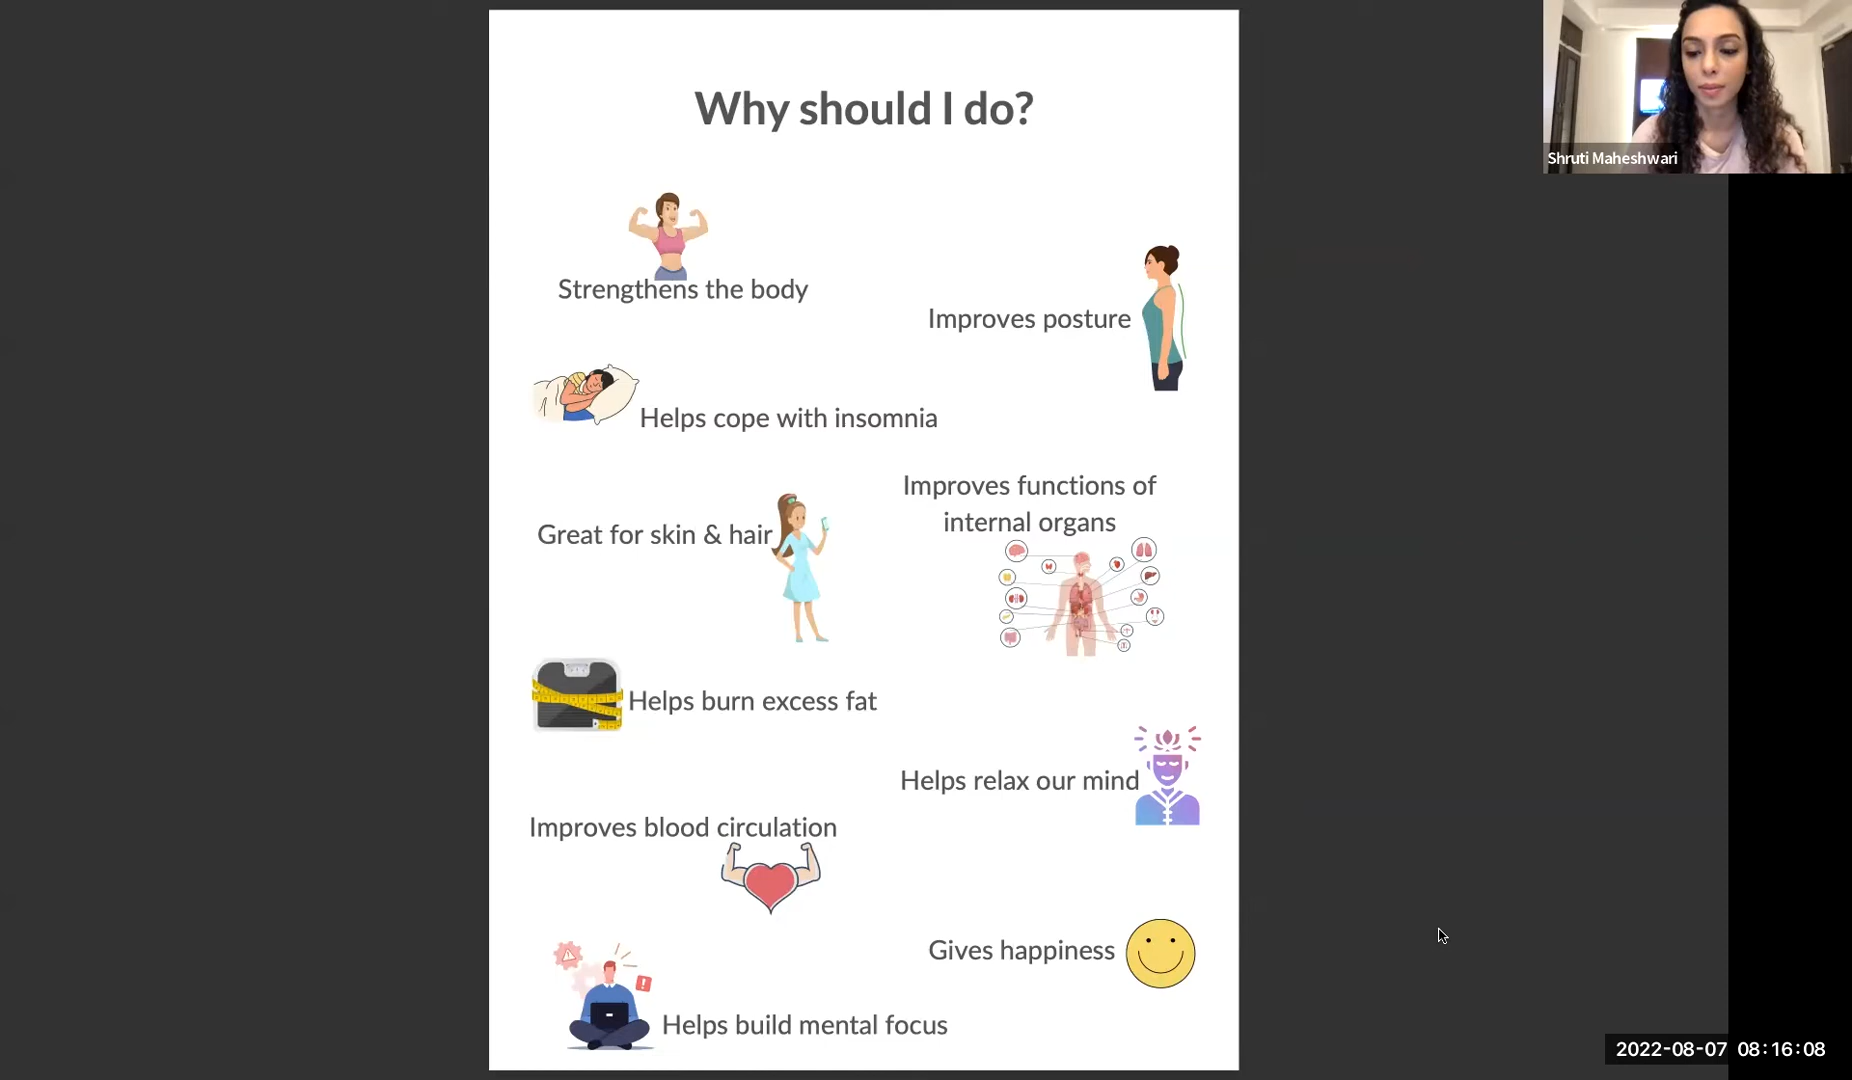 Why should I do?
Shruti Maheshwari
Strengthens the body
Improves posture
Helps cope with insomnia
Improves functions of
internal organs
Great for skin & hair
Helps burn excess fat
Helps relax our mind
Improves blood circulation
Gives happiness
Helps build mental focus
2022-08-07 08:16:08